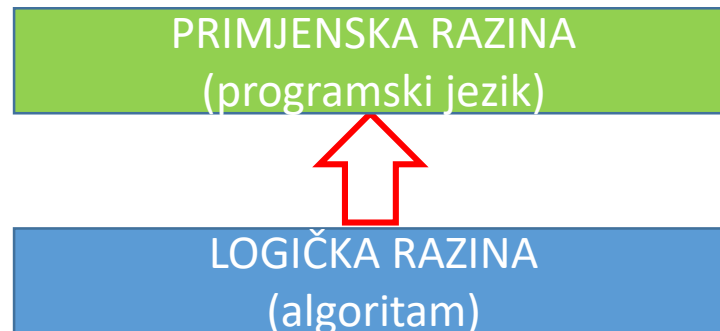 PRIMJENSKA RAZINA
(programski jezik)
LOGIČKA RAZINA
(algoritam)